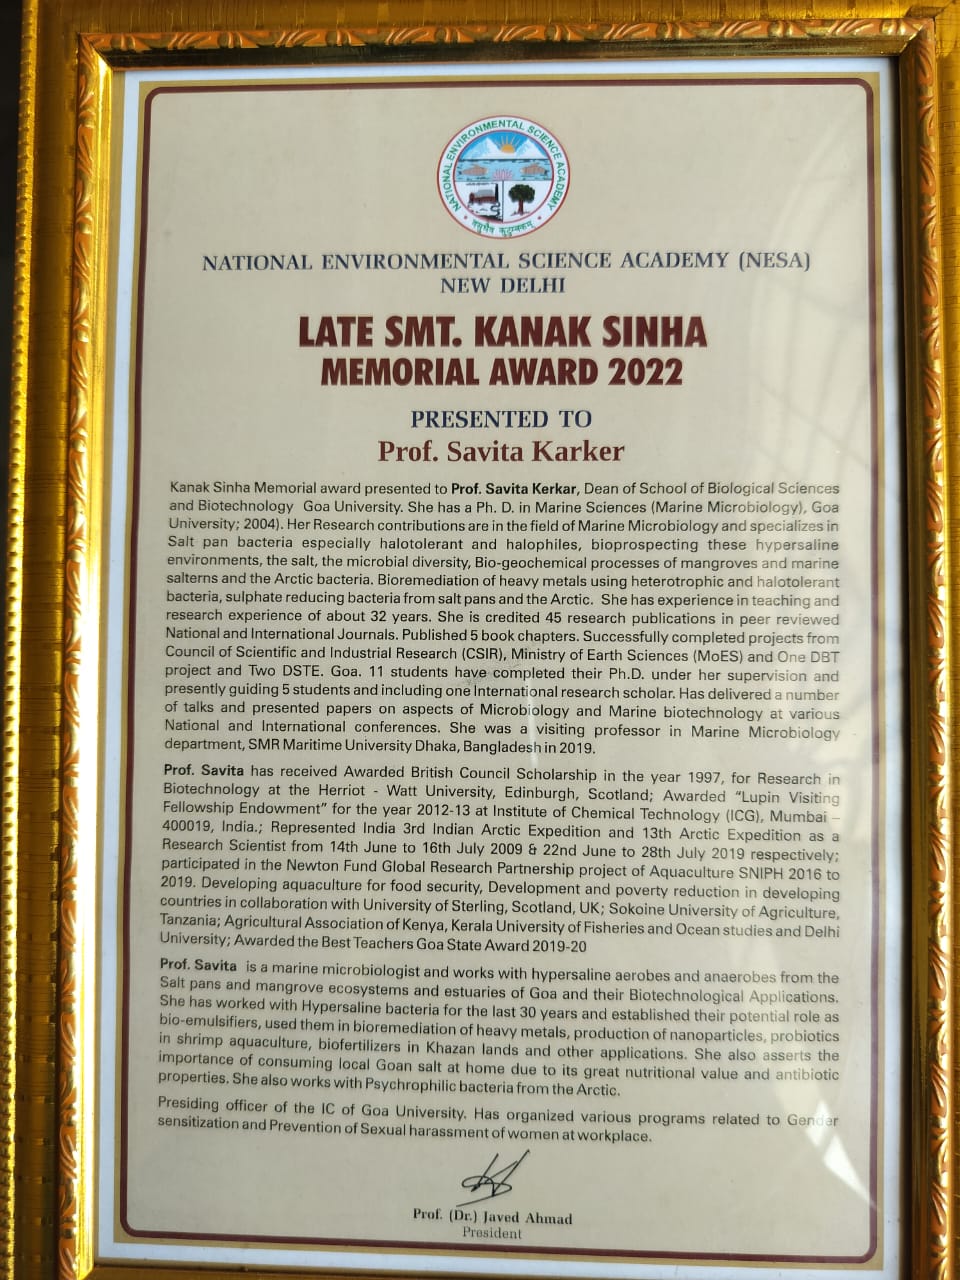 NATIONAL ENVIRONMENTAL SCIENCE ACADEMY
वसुधैव कुटुम्बकम्
NATIONAL ENVIRONMENTAL SCIENCE ACADEMY (NESA)
NEW DELHI
LATE SMT. KANAK SINHA
MEMORIAL AWARD 2022
PRESENTED TO
Prof. Savita Karker
Kanak Sinha Memorial award presented to Prof. Savita Kerkar, Dean of School of Biological Sciences
and Biotechnology Goa University. She has a Ph. D. in Marine Sciences (Marine Microbiology), Goa
University; 2004). Her Research contributions are in the field of Marine Microbiology and specializes in
Salt pan bacteria especially halotolerant and halophiles, bioprospecting these hypersaline
environments, the salt, the microbial diversity, Bio-geochemical processes of mangroves and marine
salterns and the Arctic bacteria. Bioremediation of heavy metals using heterotrophic and halotolerant
bacteria, sulphate reducing bacteria from salt pans and the Arctic. She has experience in teaching and
research experience of about 32 years. She is credited 45 research publications in peer reviewed
National and International Journals. Published 5 book chapters. Successfully completed projects from
Council of Scientific and Industrial Research (CSIR), Ministry of Earth Sciences (MoES) and One DBT
project and Two DSTE. Goa. 11 students have completed their Ph.D. under her supervision and
presently guiding 5 students and including one International research scholar. Has delivered a number
of talks and presented papers on aspects of Microbiology and Marine biotechnology at various
National and International conferences. She was a visiting professor in Marine Microbiology
department, SMR Maritime University Dhaka, Bangladesh in 2019.
Prof. Savita has received Awarded British Council Scholarship in the year 1997, for Research in
Biotechnology at the Herriot - Watt University, Edinburgh, Scotland; Awarded “Lupin Visiting
Fellowship Endowment” for the year 2012-13 at Institute of Chemical Technology (ICG), Mumbai –
400019, India.; Represented India 3rd Indian Arctic Expedition and 13th Arctic Expedition as a
Research Scientist from 14th June to 16th July 2009 & 22nd June to 28th July 2019 respectively;
participated in the Newton Fund Global Research Partnership project of Aquaculture SNIPH 2016 to
2019. Developing aquaculture for food security, Development and poverty reduction in developing
countries in collaboration with University of Sterling, Scotland, UK; Sokoine University of Agriculture,
Tanzania; Agricultural Association of Kenya, Kerala University of Fisheries and Ocean studies and Delhi
University; Awarded the Best Teachers Goa State Award 2019-20
Prof. Savita is a marine microbiologist and works with hypersaline aerobes and anaerobes from the
Salt pans and mangrove ecosystems and estuaries of Goa and their Biotechnological Applications.
She has worked with Hypersaline bacteria for the last 30 years and established their potential role as
bio-emulsifiers, used them in bioremediation of heavy metals, production of nanoparticles, probiotics
in shrimp aquaculture, biofertilizers in Khazan lands and other applications. She also asserts the
importance of consuming local Goan salt at home due to its great nutritional value and antibiotic
properties. She also works with Psychrophilic bacteria from the Arctic.
Presiding officer of the IC of Goa University. Has organized various programs related to Gender
sensitization and Prevention of Sexual harassment of women at workplace.
Prof. (Dr.) Javed Ahmad
President